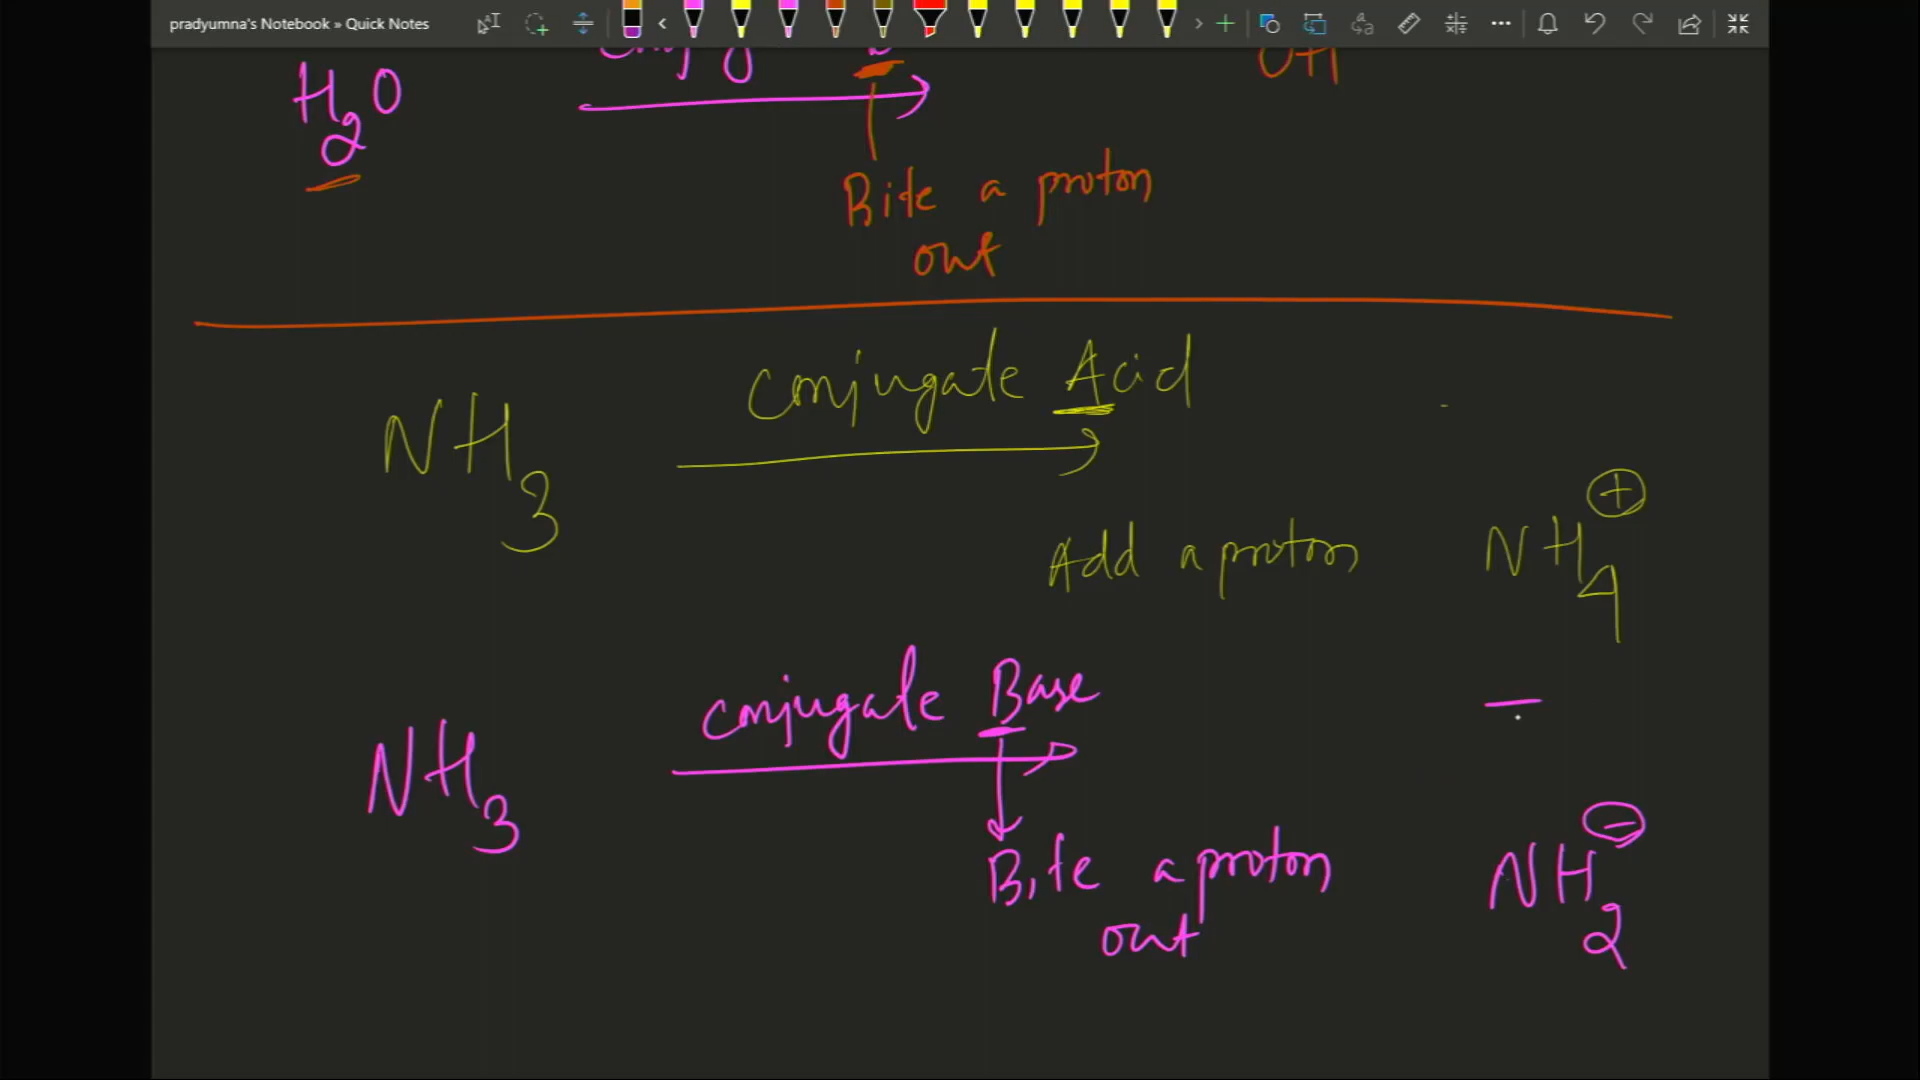 pradyumna's Notebook » Quick Notes
H2O
OH
Bite a proton
out
Conjugate Acid
NH3
Add a proton
NH4⊕
Conjugate Base
NH3
Bite a proton
out
NH2⊖